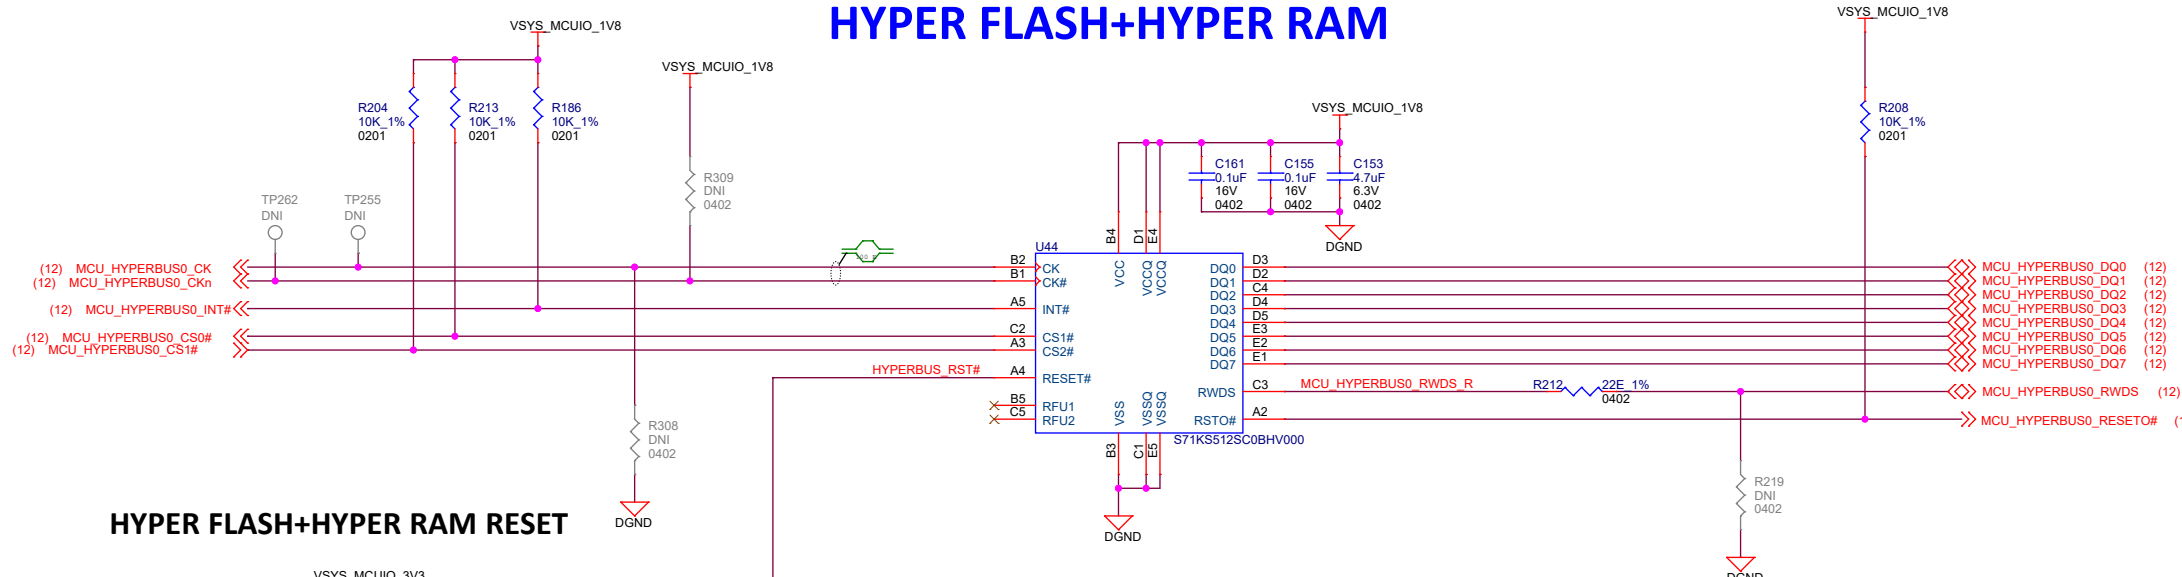 HYPER FLASH+HYPER RAM
VSYS_MCUIO_1V8
VSYS_MCUIO_1V8
VSYS_MCUIO_1V8
VSYS_MCUIO_1V8
R204
10K_1%
0201
R213
10K_1%
0201
R186
10K_1%
0201
R309
DNI
0402
R208
10K_1%
0201
C161
0.1uF
16V
0402
C155
0.1uF
16V
0402
C153
4.7uF
6.3V
0402
DGND
TP262
DNI
TP255
DNI
(12) MCU_HYPERBUS0_CK
(12) MCU_HYPERBUS0_CKn
(12) MCU_HYPERBUS0_INT#
(12) MCU_HYPERBUS0_CS0#
(12) MCU_HYPERBUS0_CS1#
HYPERBUS_RST#
U44
B4
D1
E4
VCC
VCCQ
VCCQ
B2 CK
B1 CK#
A5 INT#
C2 CS1#
A3 CS2#
A4 RESET#
B5 RFU1
C5 RFU2
DQ0 D3
DQ1 D2
DQ2 C4
DQ3 D4
DQ4 D5
DQ5 E3
DQ6 E2
DQ7 E1
RWDS C3
RSTO# A2
VSS
VSSQ
VSSQ
B3
C1
E5
S71KS512SC0BHV000
DGND
MCU_HYPERBUS0_DQ0 (12)
MCU_HYPERBUS0_DQ1 (12)
MCU_HYPERBUS0_DQ2 (12)
MCU_HYPERBUS0_DQ3 (12)
MCU_HYPERBUS0_DQ4 (12)
MCU_HYPERBUS0_DQ5 (12)
MCU_HYPERBUS0_DQ6 (12)
MCU_HYPERBUS0_DQ7 (12)
MCU_HYPERBUS0_RWDS_R
R212 22E_1%
0402
MCU_HYPERBUS0_RWDS (12)
MCU_HYPERBUS0_RESETO#
R308
DNI
0402
DGND
R219
DNI
0402
DGND
HYPER FLASH+HYPER RAM RESET
VSYS_MCUIO_3V3